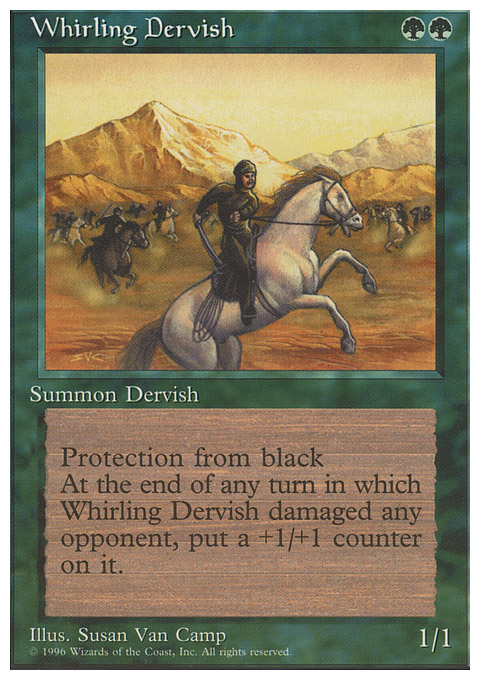 Whirling Dervish
SVC
Summon Dervish
Protection from black
At the end of any turn in which
Whirling Dervish damaged any
opponent, put a +1/+1 counter
on it.
Illus. Susan Van Camp
1/1
© 1996 Wizards of the Coast, Inc. All rights reserved.